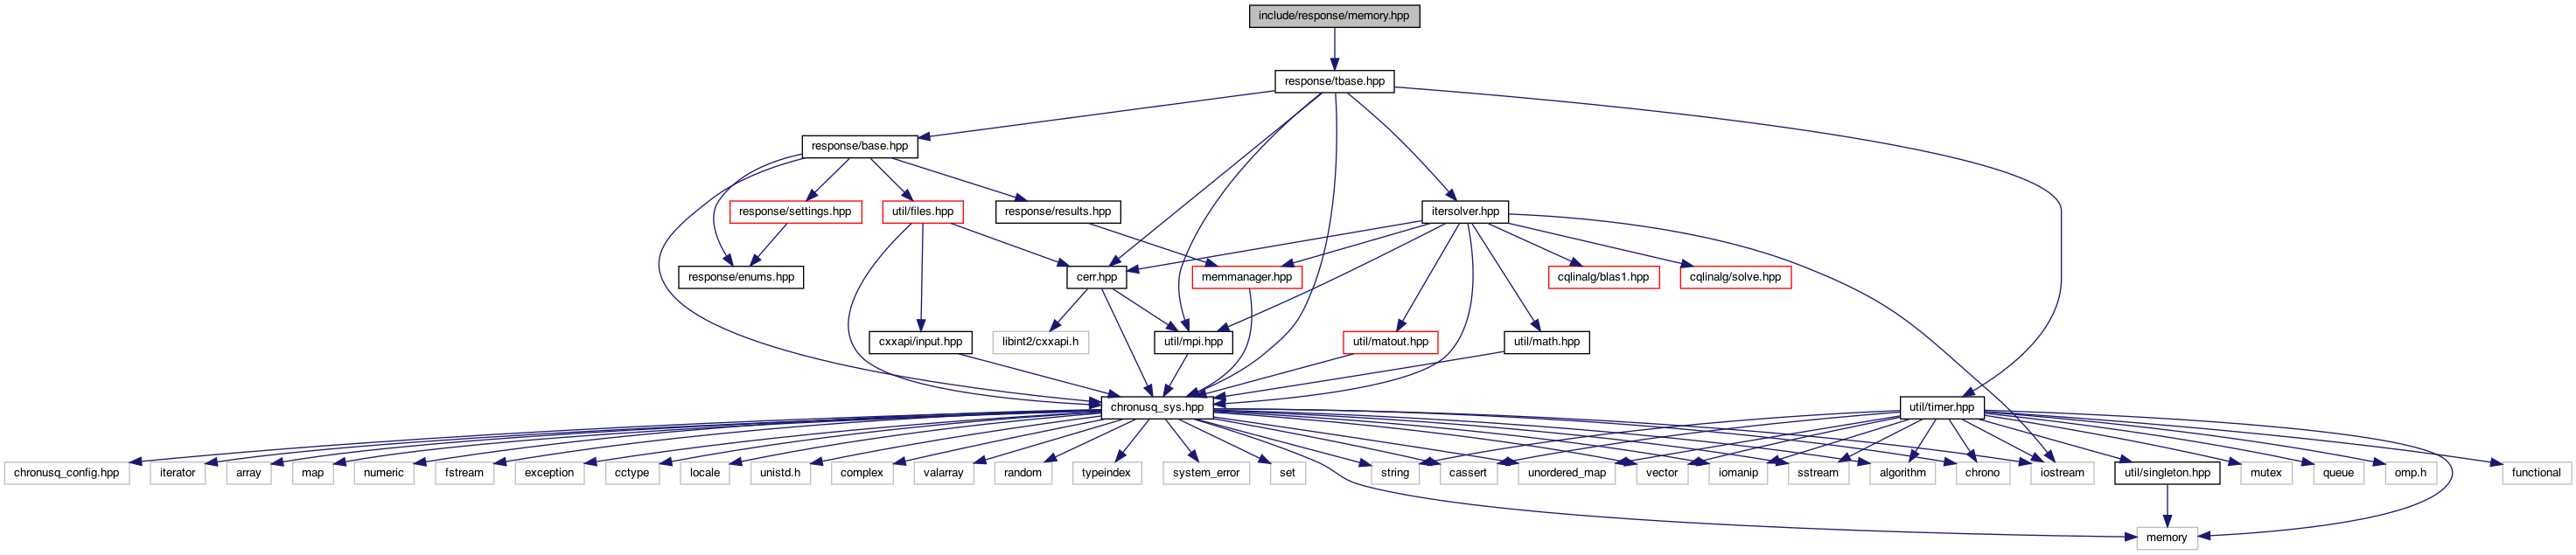 include/response/memory.hpp
response/tbase.hpp
response/base.hpp
response/settings.hpp
util/files.hpp
response/results.hpp
itersolver.hpp
response/enums.hpp
cerr.hpp
memmanager.hpp
cqlinalg/blas1.hpp
cqlinalg/solve.hpp
cxxapi/input.hpp
libint2/cxxapi.h
util/mpi.hpp
util/matout.hpp
util/math.hpp
chronusq_sys.hpp
util/timer.hpp
chronusq_config.hpp
iterator
array
map
numeric
fstream
exception
cctype
locale
unistd.h
complex
valarray
random
typeindex
system_error
set
string
cassert
unordered_map
vector
iomanip
sstream
algorithm
chrono
iostream
util/singleton.hpp
mutex
queue
omp.h
functional
memory